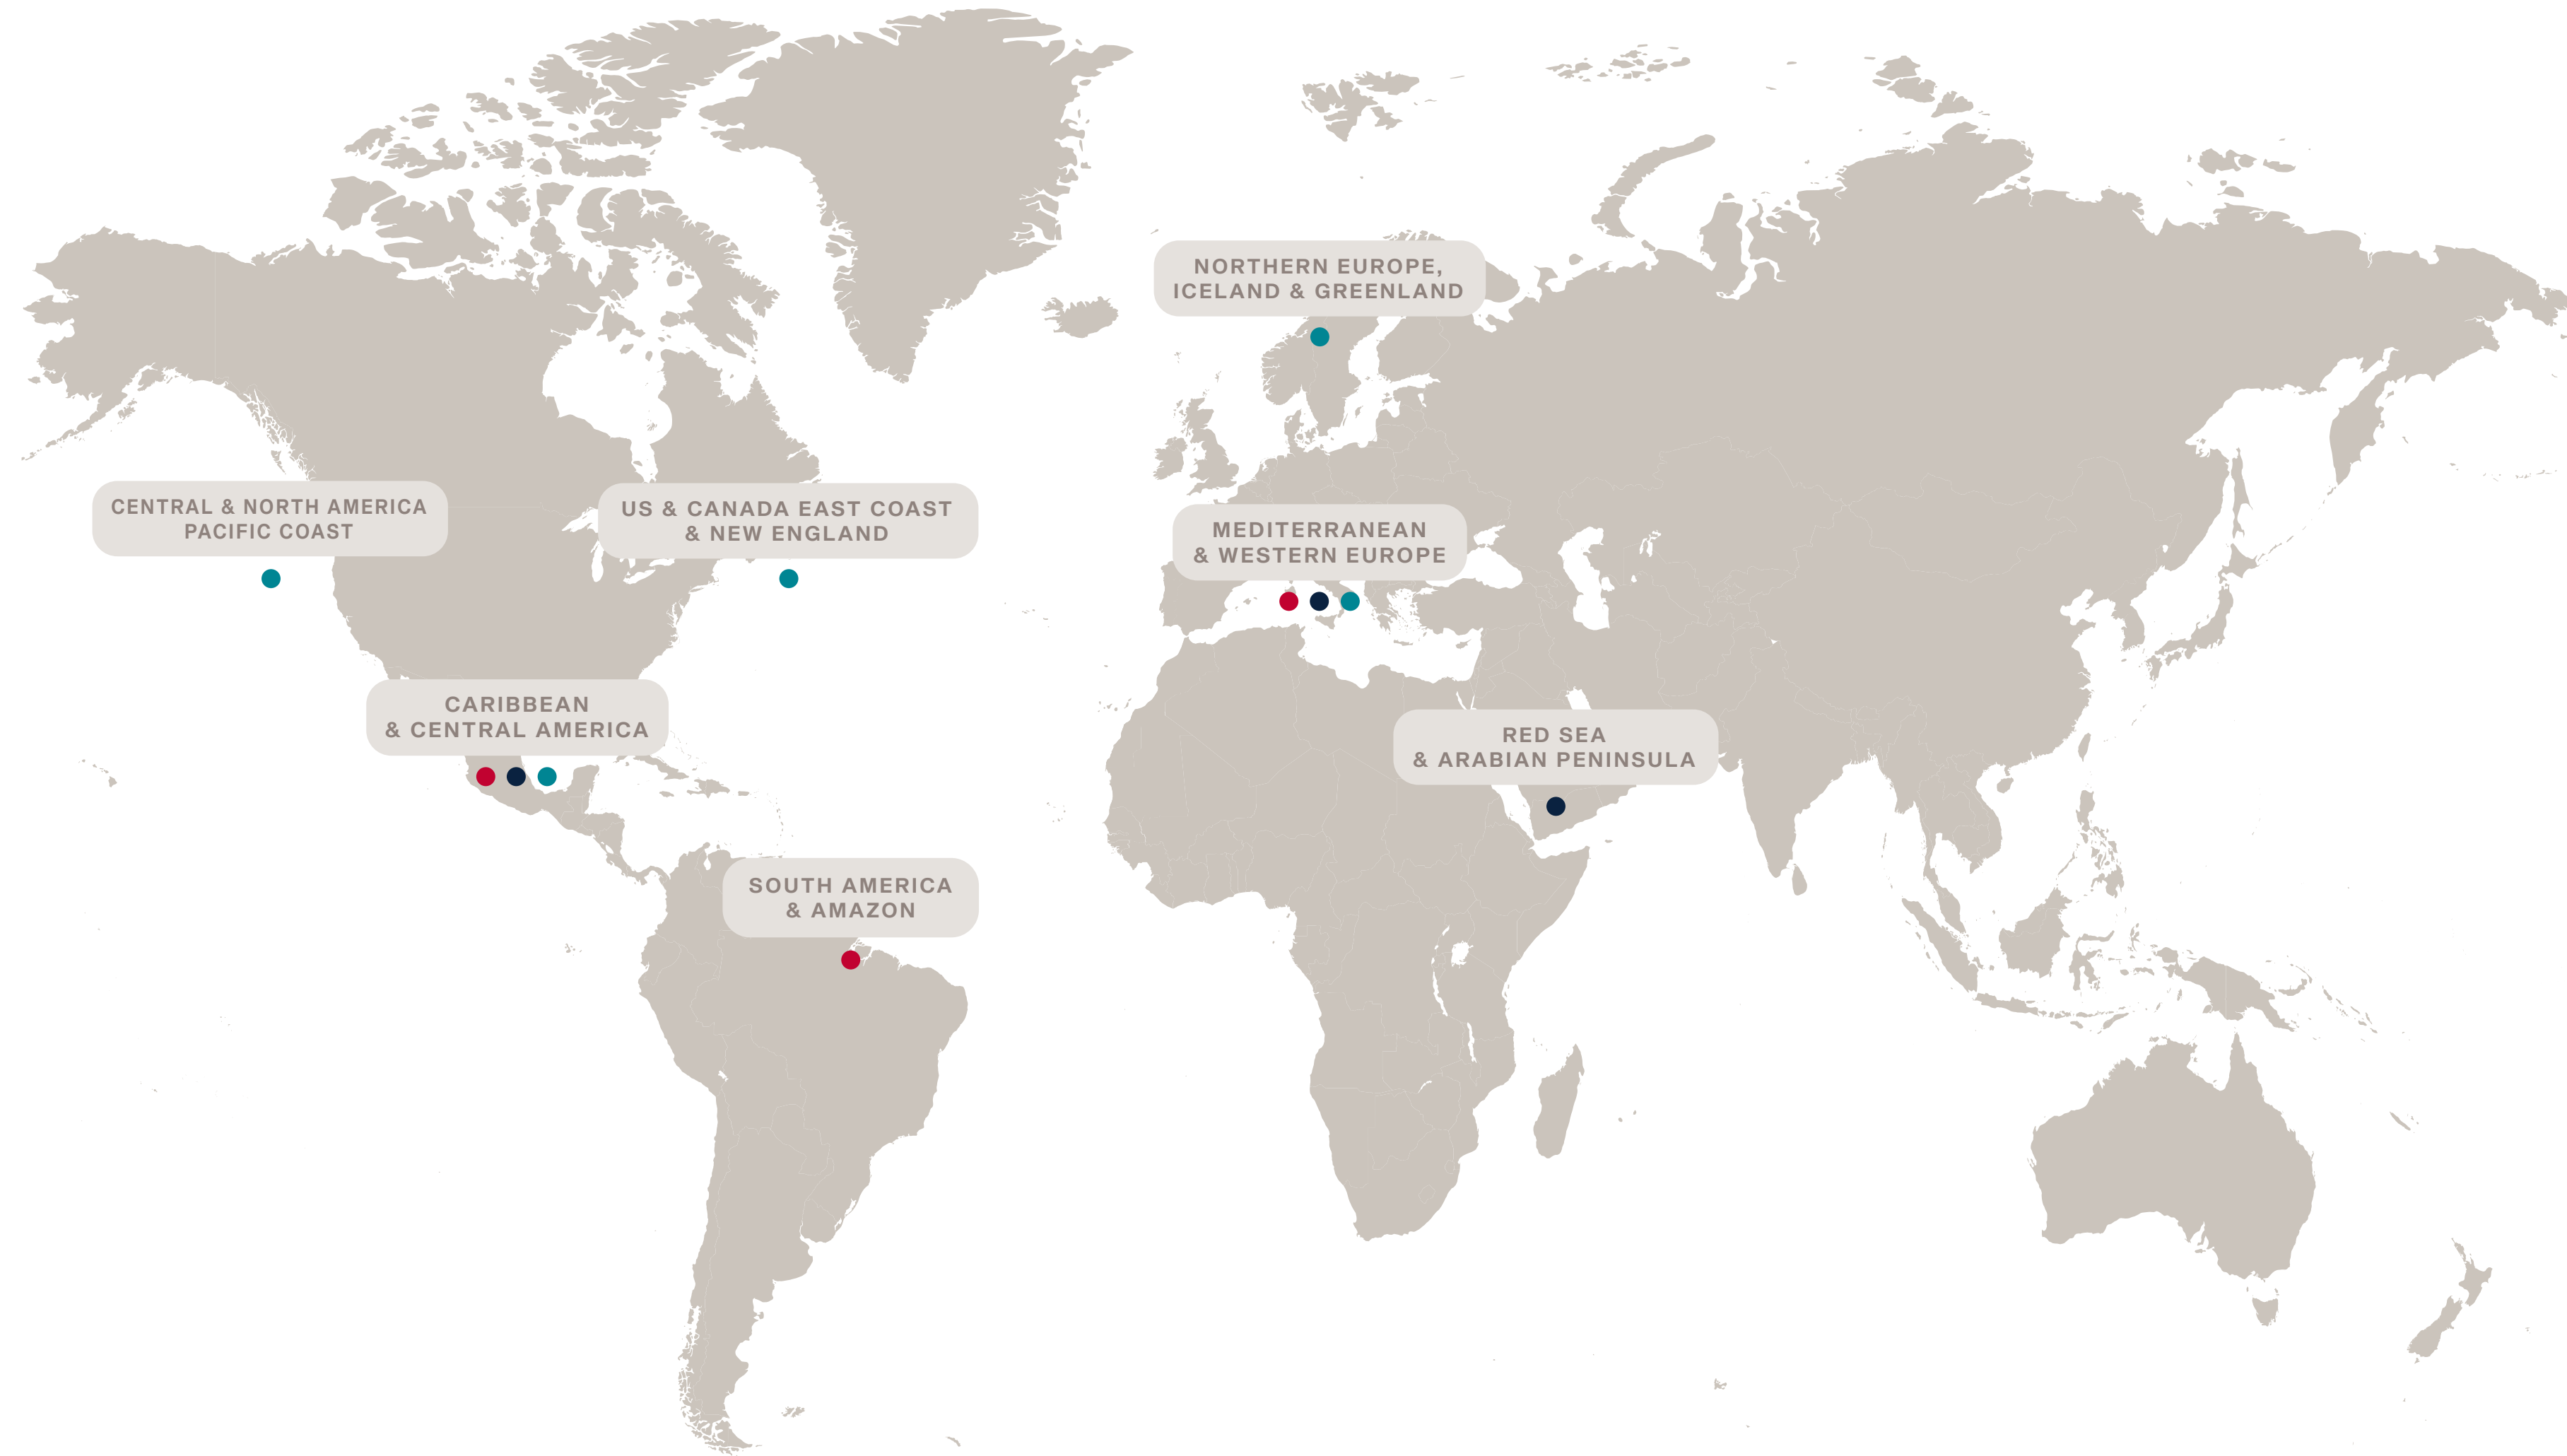 NORTHERN EUROPE,
ICELAND & GREENLAND
CENTRAL & NORTH AMERICA
PACIFIC COAST
US & CANADA EAST COAST
& NEW ENGLAND
MEDITERRANEAN
& WESTERN EUROPE
CARIBBEAN
& CENTRAL AMERICA
RED SEA
& ARABIAN PENINSULA
SOUTH AMERICA
& AMAZON